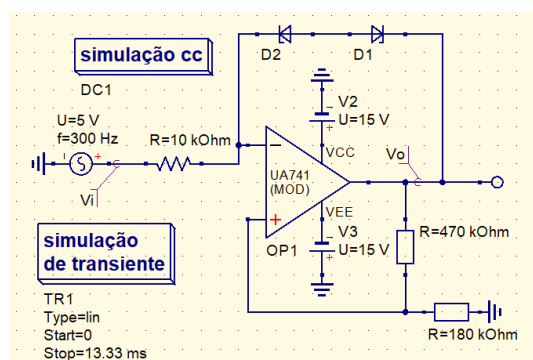 simulação cc
DC1
D2
D1
U=5 V
f=300 Hz
R=10 kOhm
V2
U=15 V
VCC
UA741
(MOD)
VEE
OP1
V3
U=15 V
Vi
Vo
R=470 kOhm
R=180 kOhm
simulação
de transiente
TR1
Type=lin
Start=0
Stop=13.33 ms